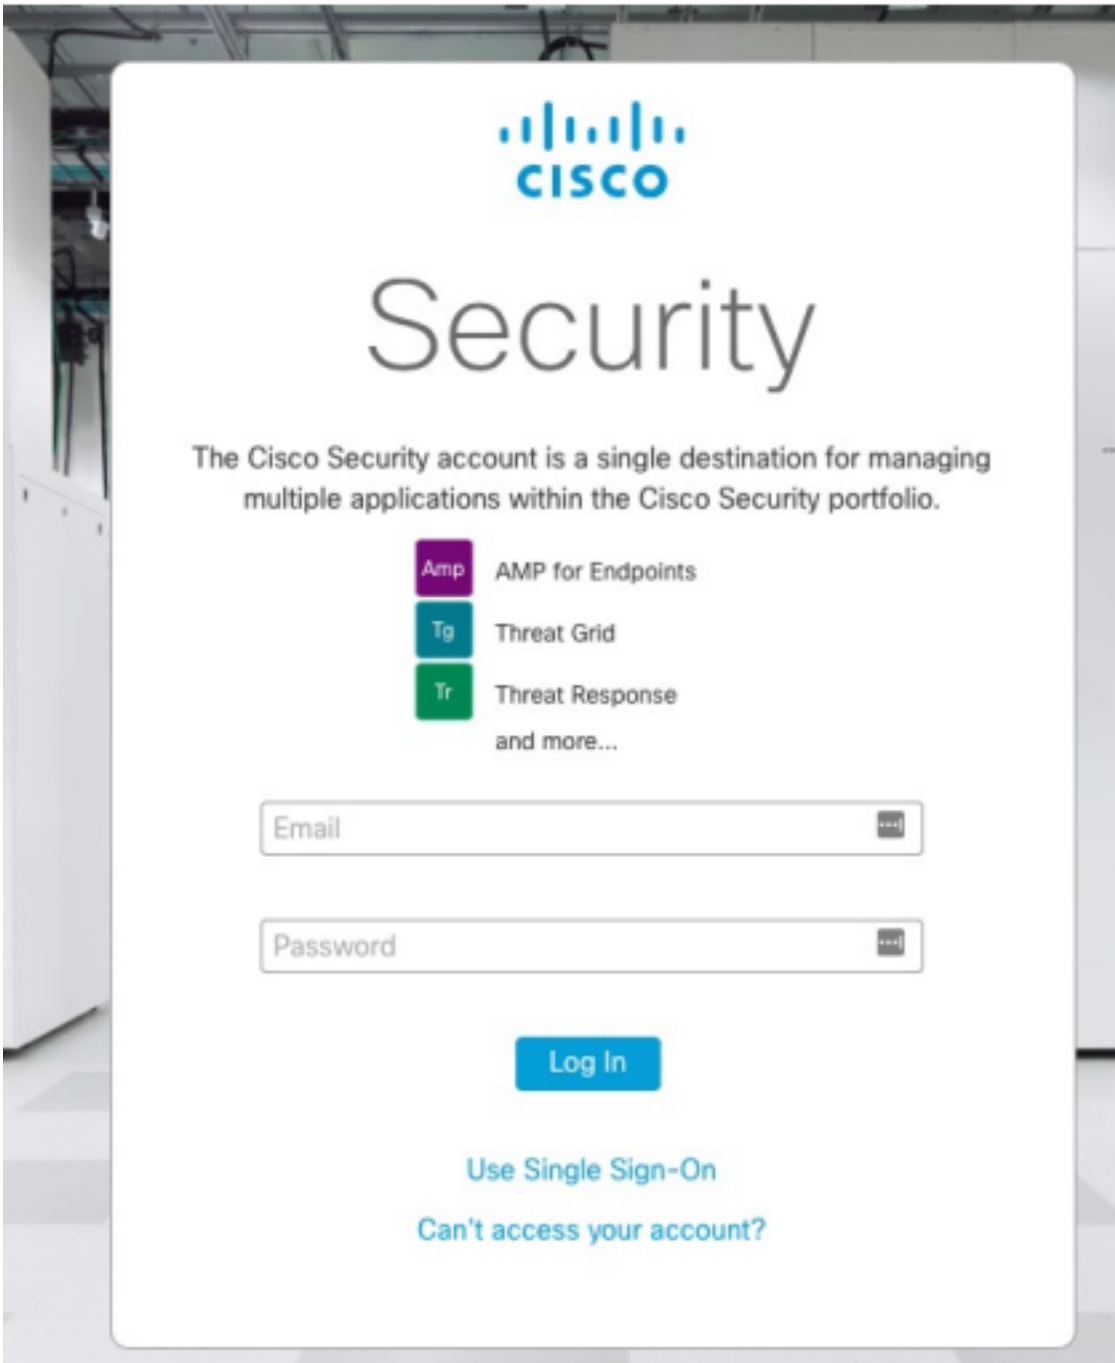 CISCO
Security
The Cisco Security account is a single destination for managing
multiple applications within the Cisco Security portfolio.
Amp AMP for Endpoints
Tg Threat Grid
Tr Threat Response
and more...
Email
Password
Log In
Use Single Sign-On
Can't access your account?